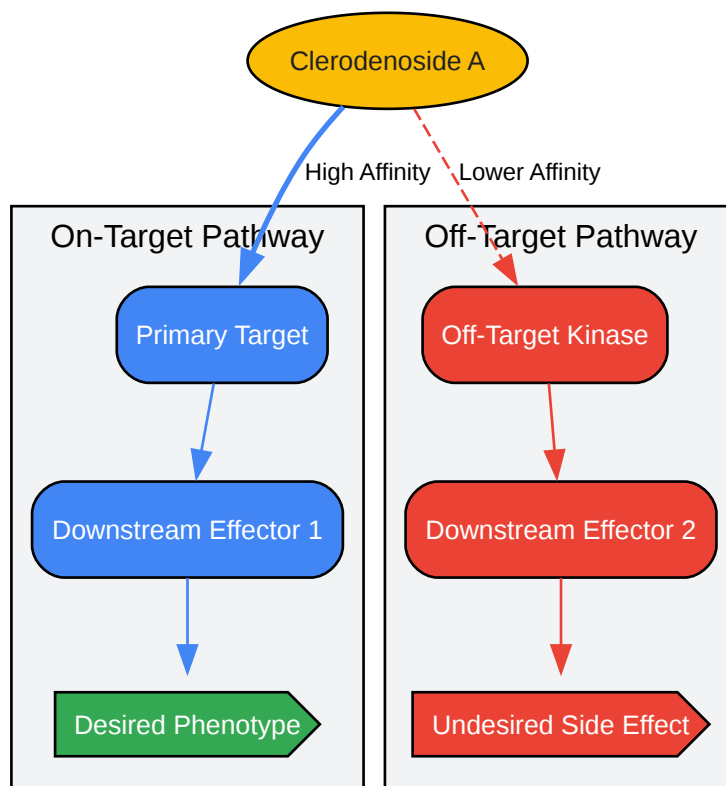 Clerodenoside A
High Affinity
Lower Affinity
On-Target Pathway
Off-Target Pathway
Primary Target
Off-Target Kinase
Downstream Effector 1
Downstream Effector 2
Desired Phenotype
Undesired Side Effect